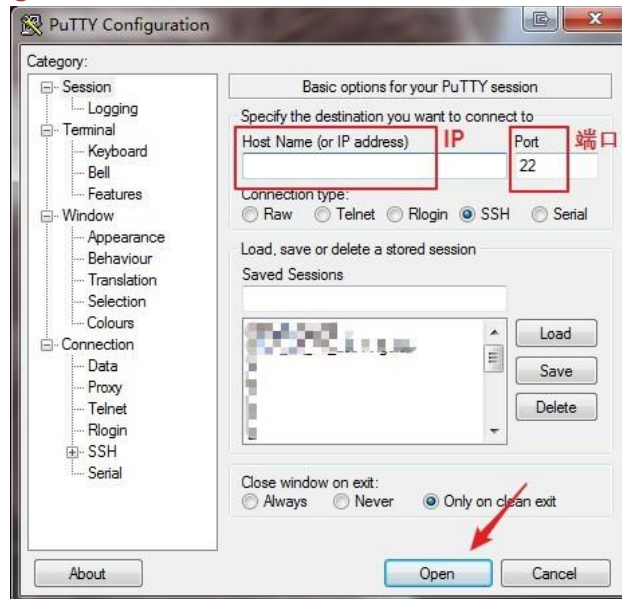 PuTTY Configuration
Category:
Session
Logging
Terminal
Keyboard
Bell
Features
Window
Appearance
Behaviour
Translation
Selection
Colours
Connection
Data
Proxy
Telnet
Rlogin
SSH
Serial
Basic options for your PuTTY session
Specify the destination you want to connect to
Host Name (or IP address) IP Port 端口
22
Connection type:
Raw Telnet Rlogin SSH Serial
Load, save or delete a stored session
Saved Sessions
Load
Save
Delete
Close window on exit:
Always Never Only on clean exit
About Open Cancel